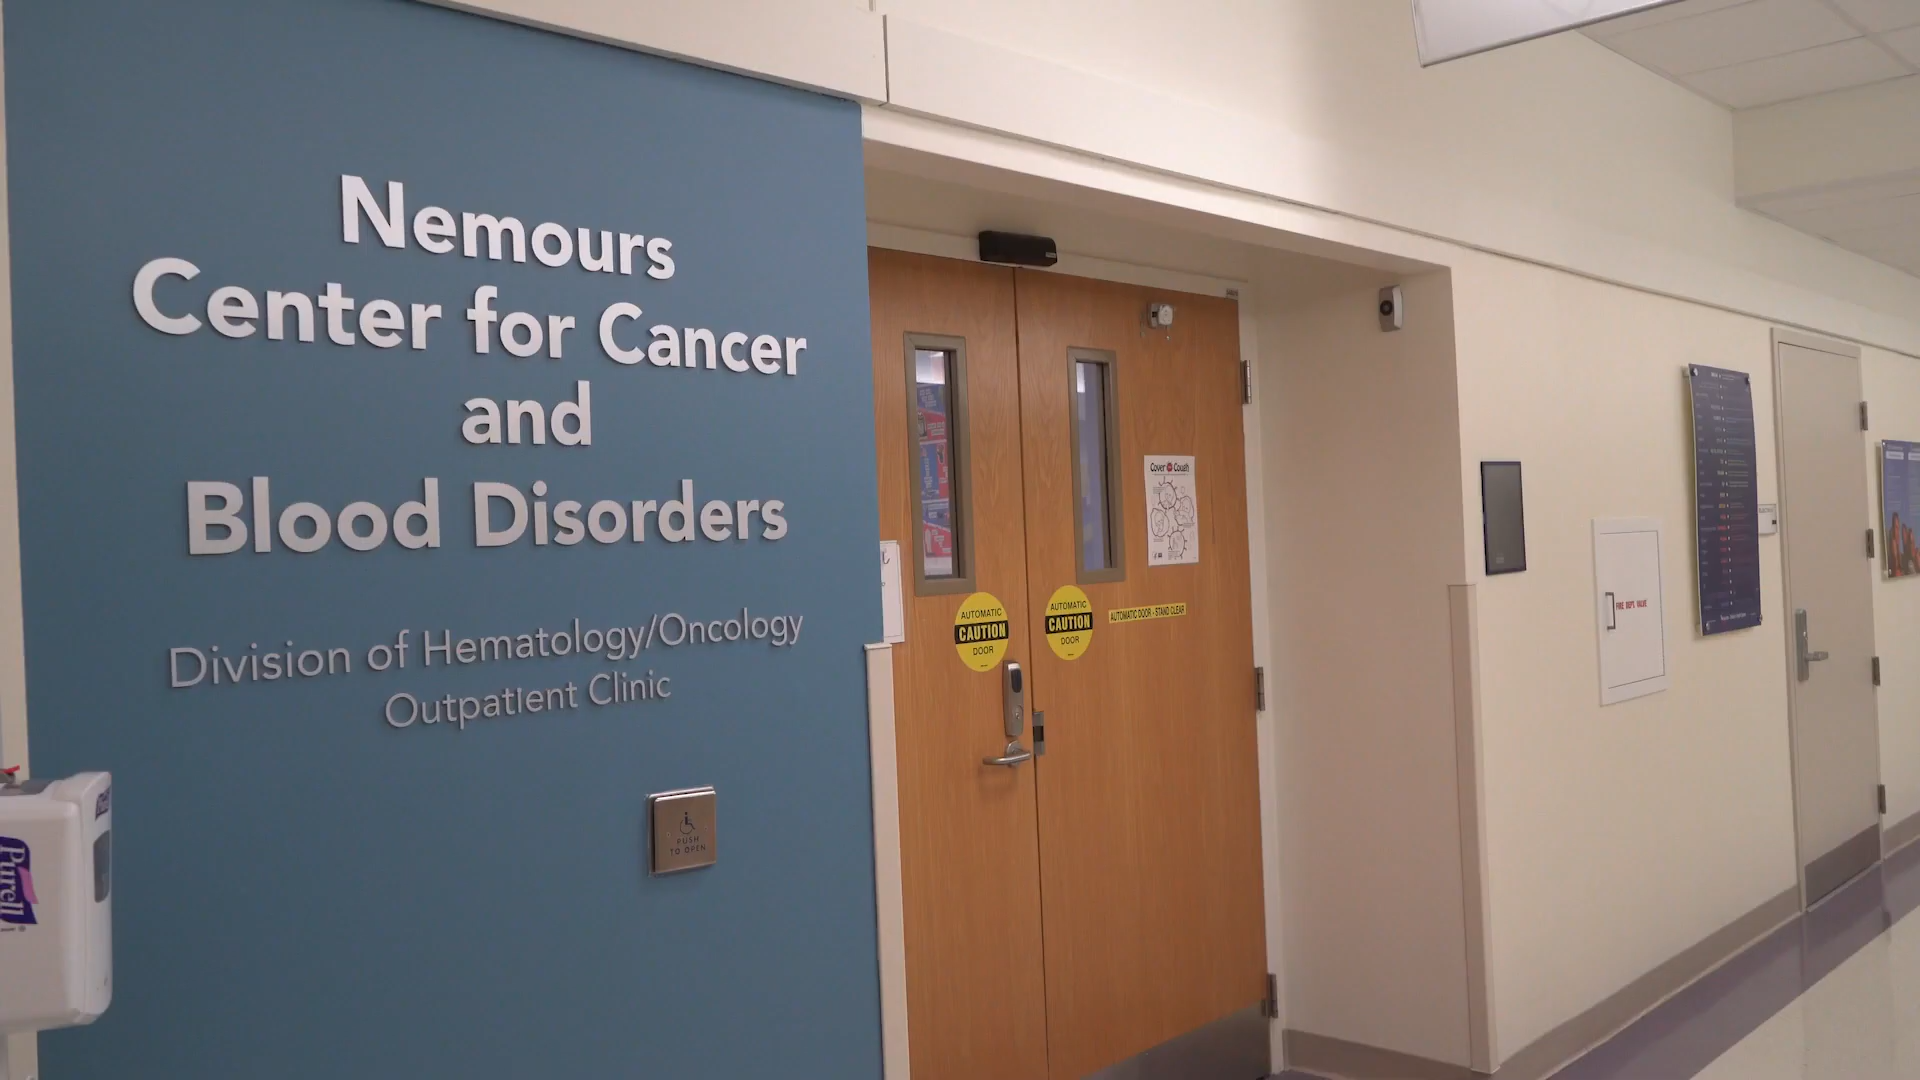 Nemours
Center for Cancer
and
Blood Disorders
Division of Hematology/Oncology
Outpatient Clinic
PUSH
TO OPEN
Purell
AUTOMATIC
CAUTION
DOOR
AUTOMATIC
CAUTION
DOOR
AUTOMATIC DOOR - STAND CLEAR
Cover Cough
FIRE DEPT. VALVE